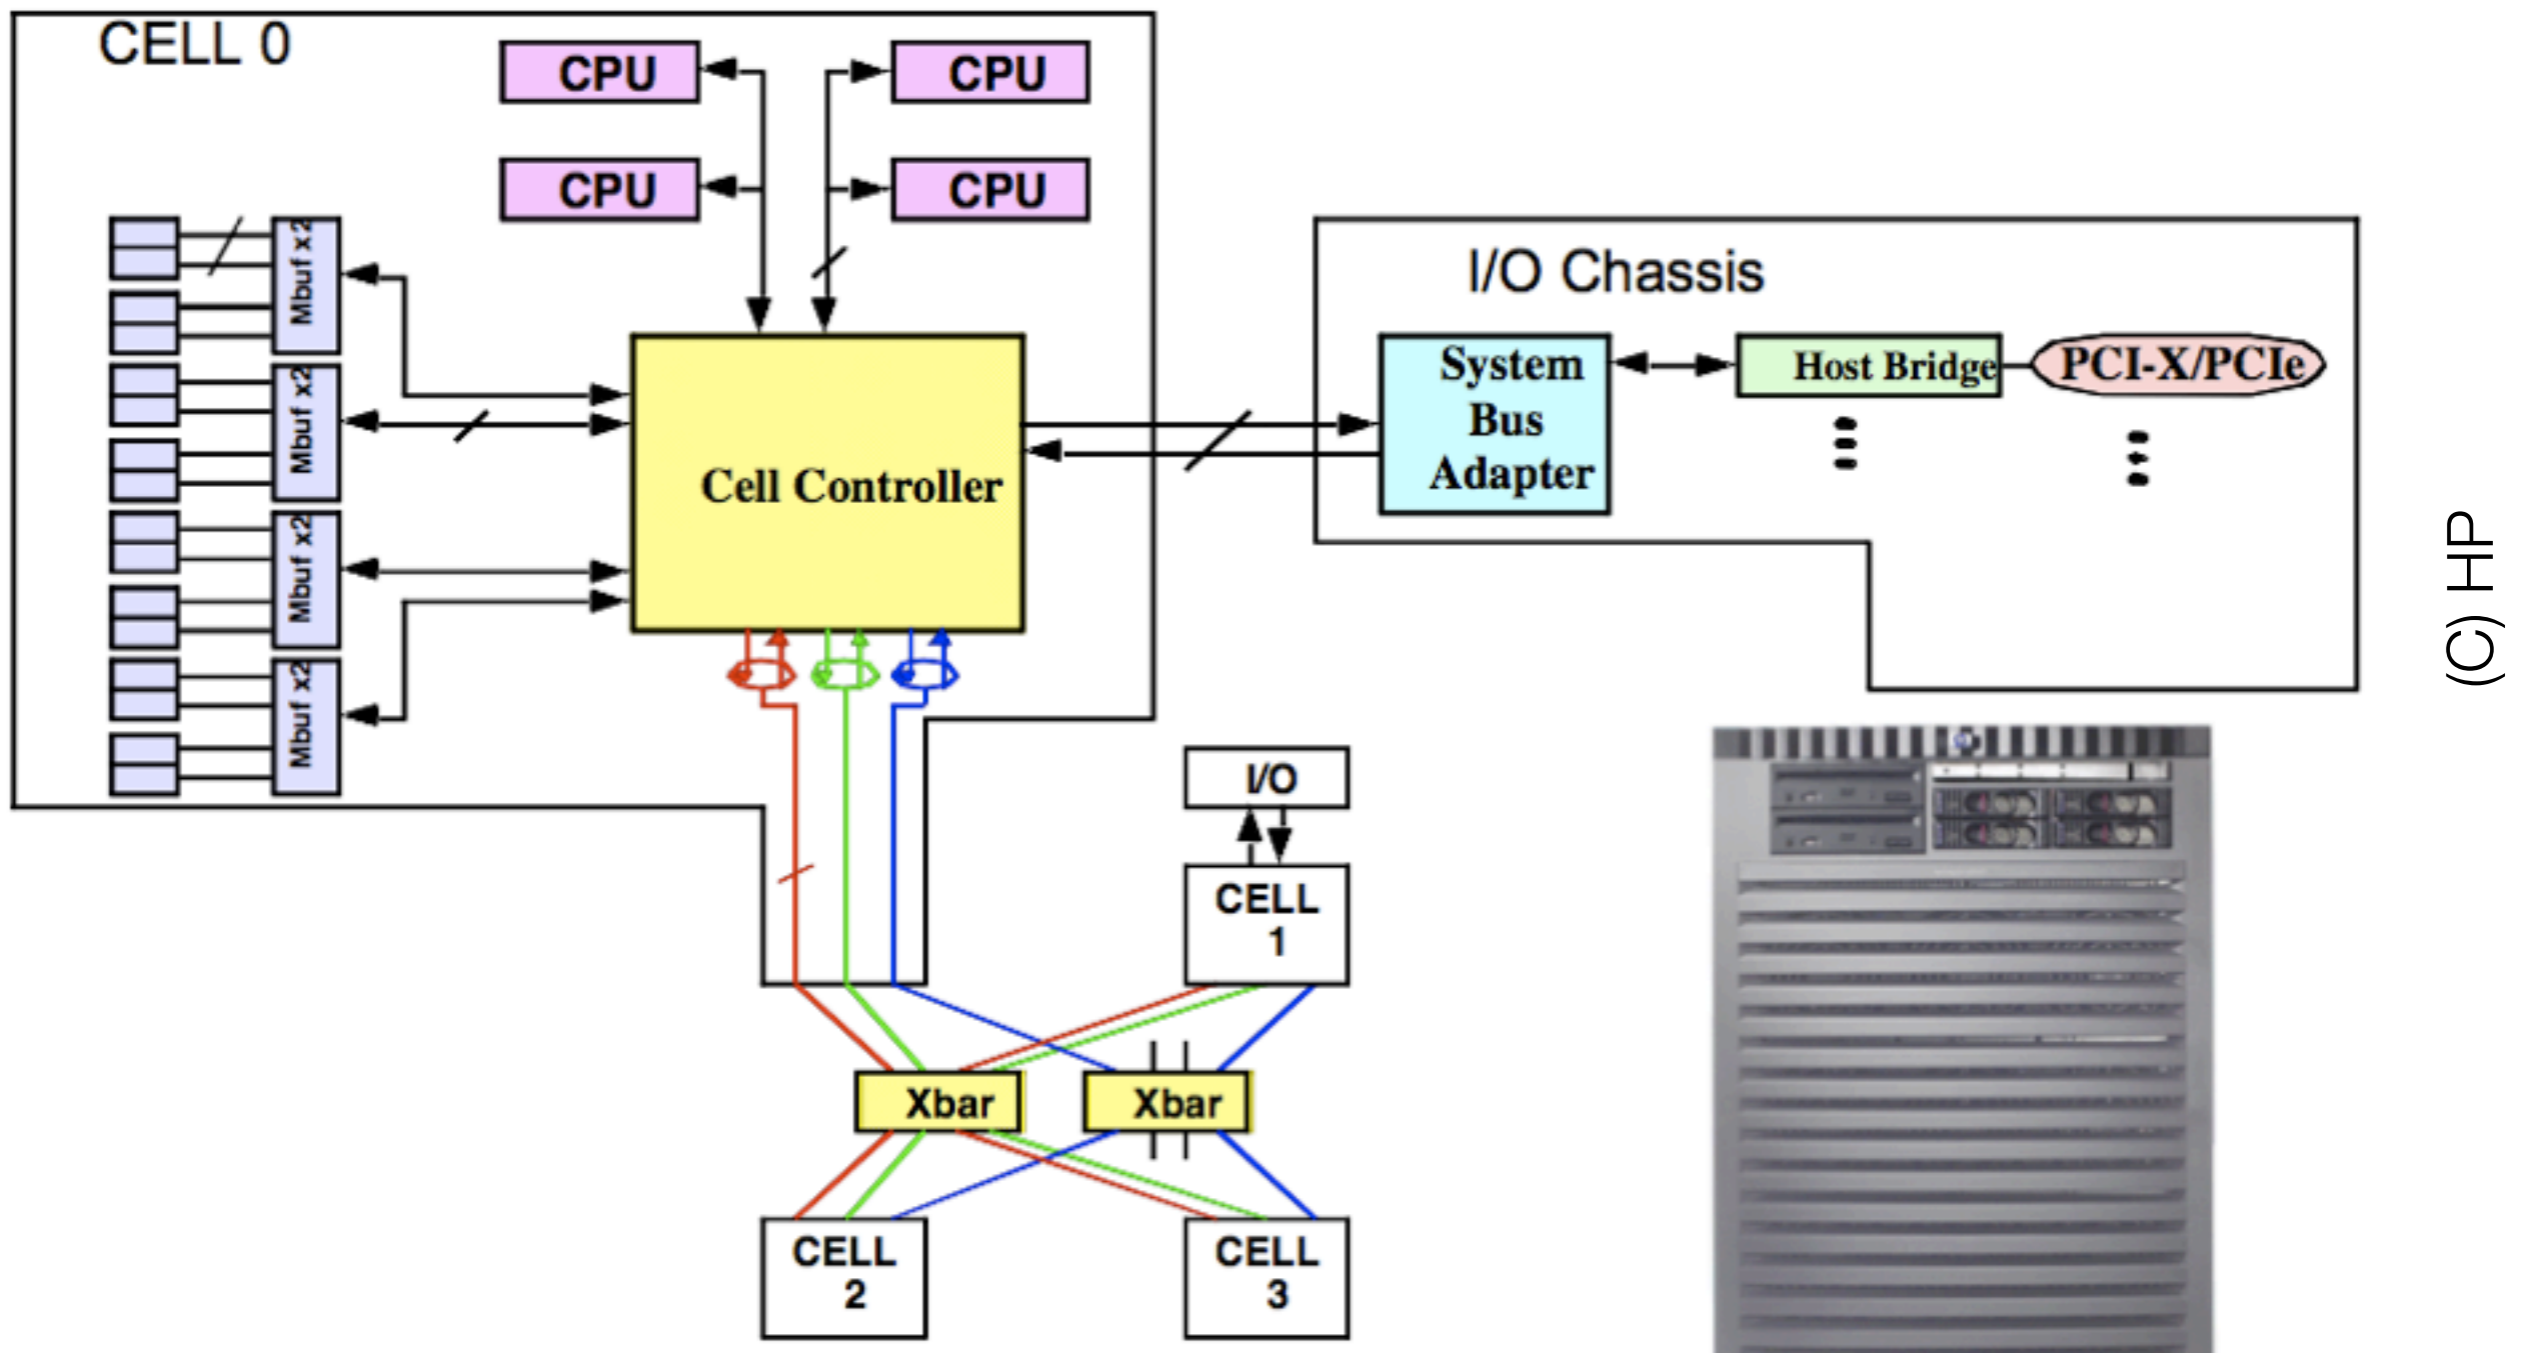 CELL 0
CPU
CPU
CPU
CPU
Mbuf x2
Mbuf x2
Mbuf x2
Mbuf x2
Cell Controller
I/O Chassis
System
Bus
Adapter
Host Bridge
PCI-X/PCIe
(C) HP
I/O
CELL
1
Xbar
Xbar
CELL
2
CELL
3